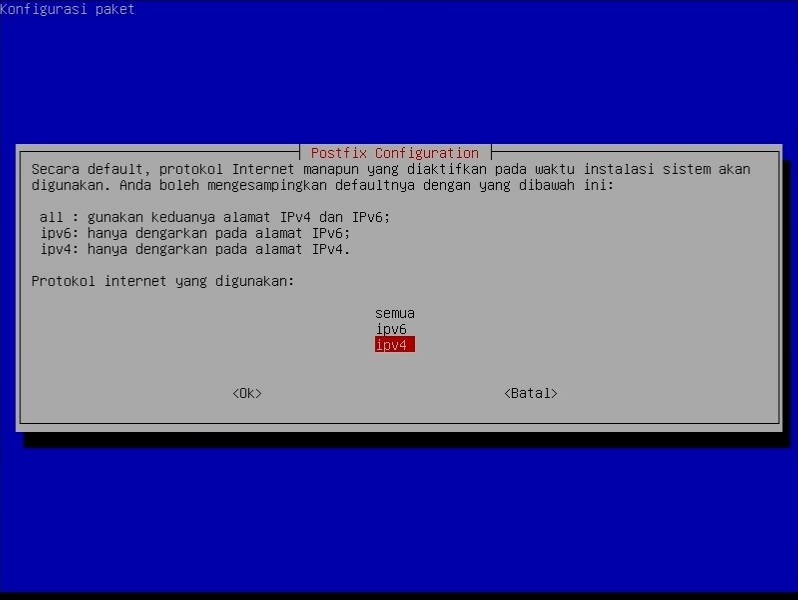 Konfigurasi paket
Postfix Configuration
Secara default, protokol Internet manapun yang diaktifkan pada waktu instalasi sistem akan
digunakan. Anda boleh mengesampingkan defaultnya dengan yang dibawah ini:
all : gunakan keduanya alamat IPv4 dan IPv6;
ipv6: hanya dengarkan pada alamat IPv6;
ipv4: hanya dengarkan pada alamat IPv4.
Protokol internet yang digunakan:
semua
ipv6
ipv4
<Ok> <Batal>